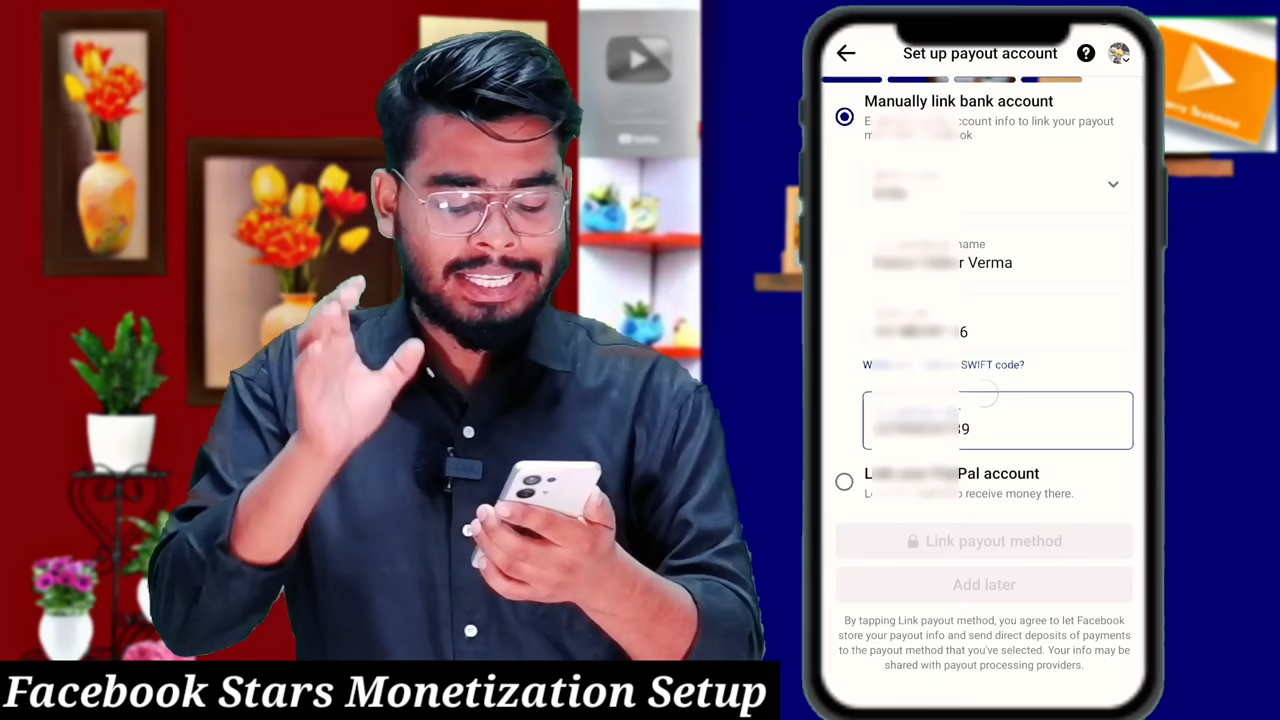 Set up payout account
Manually link bank account
ccount info to link your payout
ok
name
r Verma
6
SWIFT code?
89
Pal account
receive money there.
Link payout method
Add later
By tapping Link payout method, you agree to let Facebook
store your payout info and send direct deposits of payments
to the payout method that you've selected. Your info may be
shared with payout processing providers.
Facebook Stars Monetization Setup